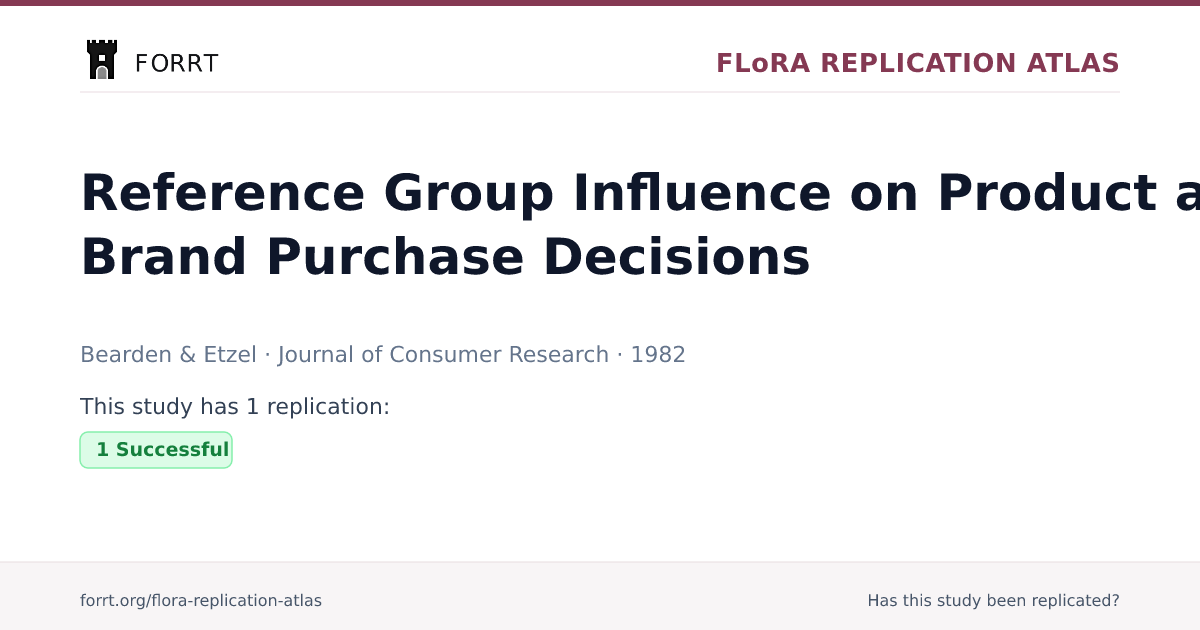 FORRT
FLoRA REPLICATION ATLAS
Reference Group Influence on Product a
Brand Purchase Decisions
Bearden & Etzel · Journal of Consumer Research · 1982
This study has 1 replication:
1 Successful
forrt.org/flora-replication-atlas
Has this study been replicated?